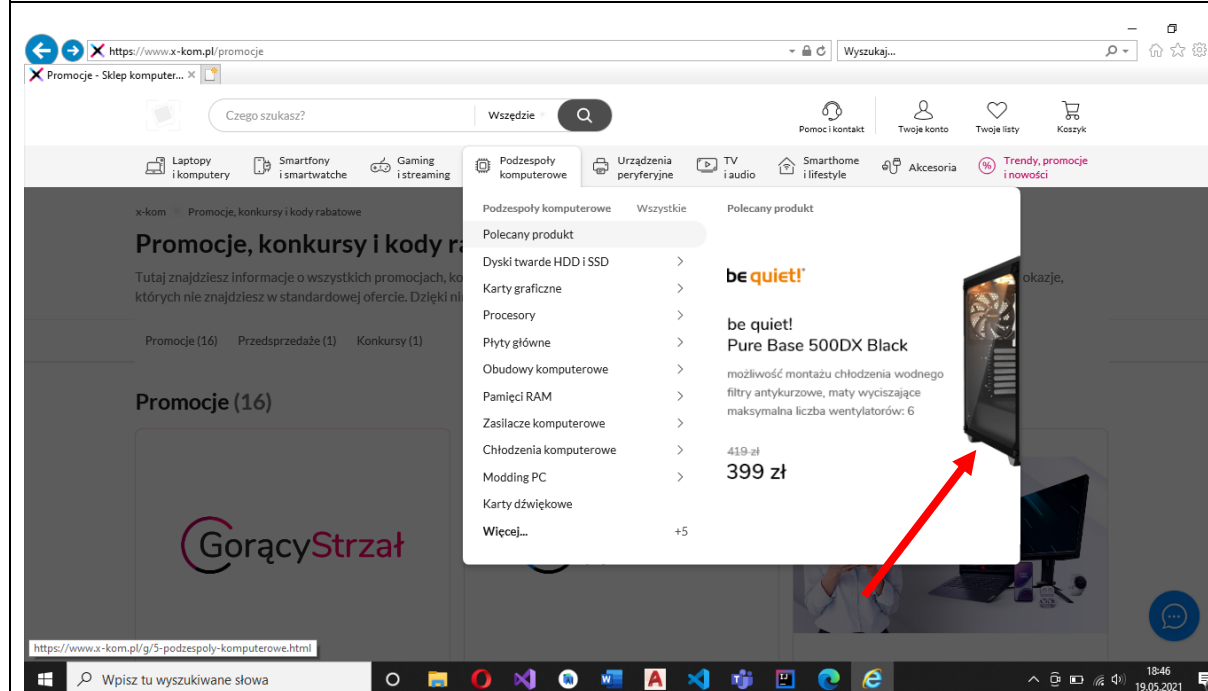 https://www.x-kom.pl/promocje
Wyszukaj...
Promocje - Sklep komputer...
Czego szukasz?
Wszędzie
Pomoc i kontakt
Twoje konto
Twoje listy
Koszyk
Laptopy
i komputery
Smartfony
i smartwatche
Gaming
i streaming
Podzespoły
komputerowe
Urządzenia
peryferyjne
TV
i audio
Smarthome
i lifestyle
Akcesoria
Trendy, promocje
i nowości
x-kom
Promocje, konkursy i kody rabatowe
Promocje, konkursy i kody
Tutaj znajdziesz informacje o wszystkich promocjach,
okazje,
których nie znajdziesz w standardowej ofercie. Dzięki
Promocje (16)
Przedsprzedaże (1)
Konkursy (1)
Promocje (16)
GorącyStrzał
Podzespoły komputerowe
Wszystkie
Polecany produkt
Dyski twarde HDD i SSD
Karty graficzne
Procesory
Płyty główne
Obudowy komputerowe
Pamięci RAM
Zasilacze komputerowe
Chłodzenia komputerowe
Modding PC
Karty dźwiękowe
Więcej...
+5
Polecany produkt
be quiet!
be quiet!
Pure Base 500DX Black
możliwość montażu chłodzenia wodnego
filtry antykurzowe, maty wyciszające
maksymalna liczba wentylatorów: 6
419 zł
399 zł
https://www.x-kom.pl/g/5-podzespoly-komputerowe.html
Wpisz tu wyszukiwane słowa
18:46
19.05.2021